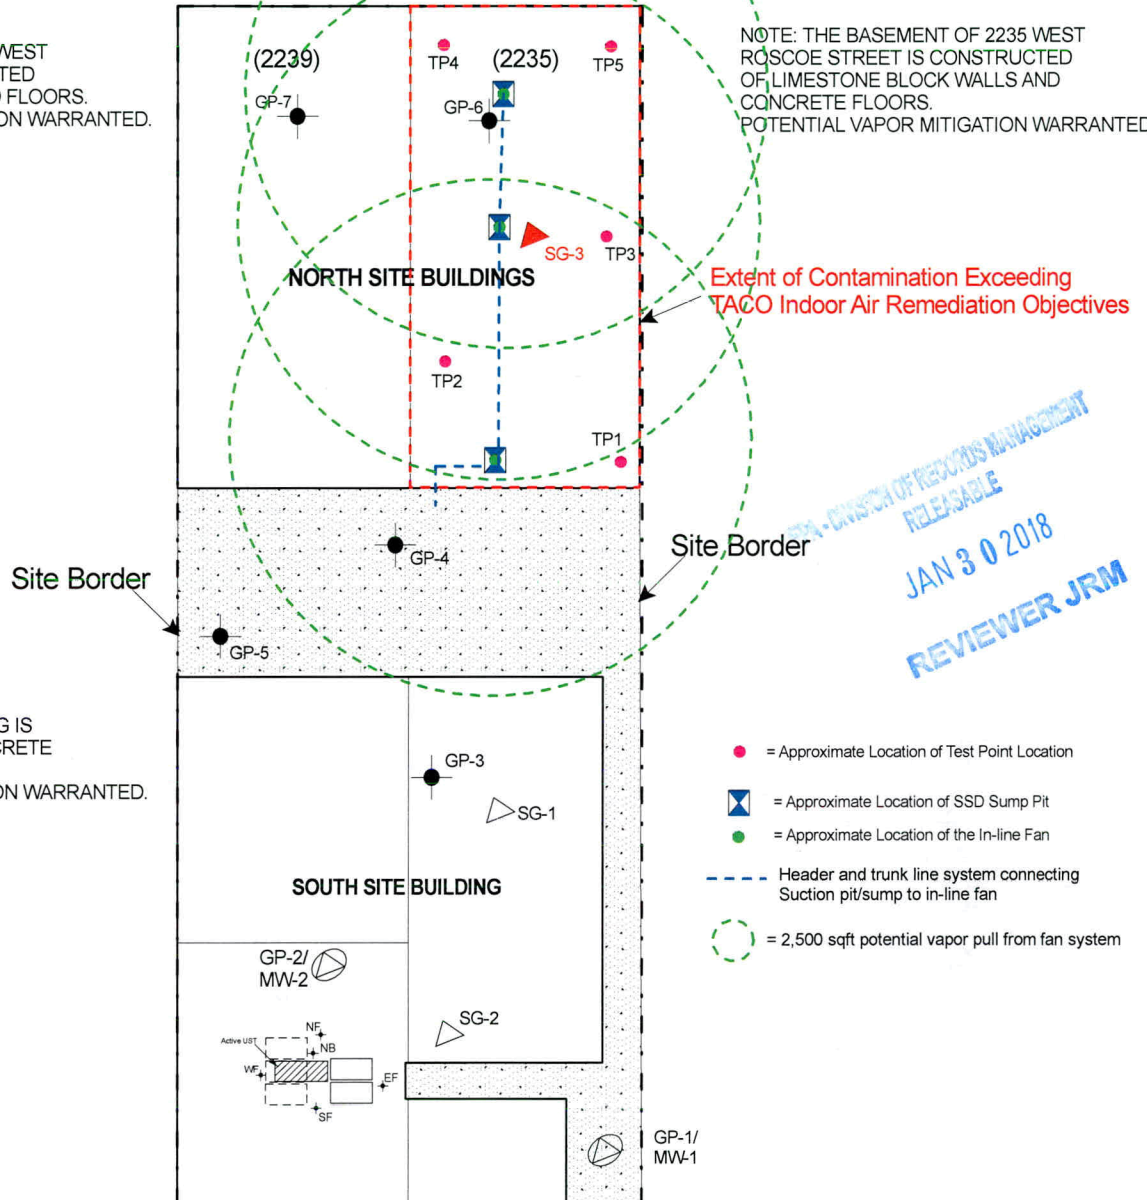 WEST
TED
FLOORS.
ON WARRANTED.
NOTE: THE BASEMENT OF 2235 WEST
ROSCOE STREET IS CONSTRUCTED
OF LIMESTONE BLOCK WALLS AND
CONCRETE FLOORS.
POTENTIAL VAPOR MITIGATION WARRANTED
(2239)
(2235)
TP4
TP5
GP-7
GP-6
SG-3
TP3
NORTH SITE BUILDINGS
Extent of Contamination Exceeding
TACO Indoor Air Remediation Objectives
TP2
TP1
EPA - DIVISION OF RECORDS MANAGEMENT
RELEASABLE
JAN 30 2018
REVIEWER JRM
GP-4
Site Border
Site Border
GP-5
G IS
CRETE
ON WARRANTED.
GP-3
SG-1
SOUTH SITE BUILDING
= Approximate Location of Test Point Location
= Approximate Location of SSD Sump Pit
= Approximate Location of the In-line Fan
Header and trunk line system connecting
Suction pit/sump to in-line fan
= 2,500 sqft potential vapor pull from fan system
GP-2/
MW-2
SG-2
NF
Active UST
NB
WF
EF
SF
GP-1/
MW-1